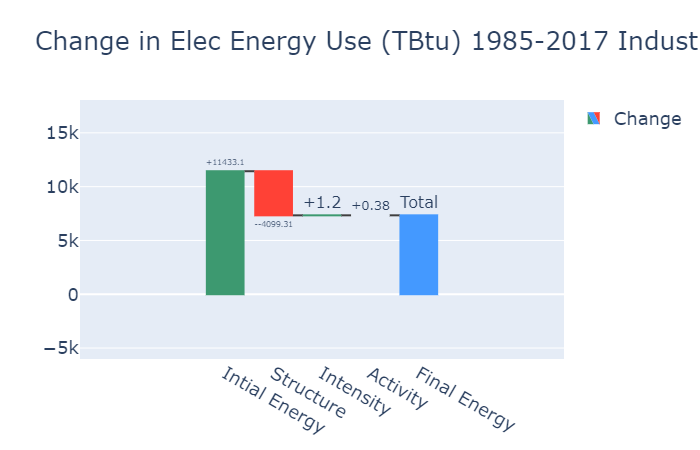 Change in Elec Energy Use (TBtu) 1985-2017 Indust
Change
15k
10k
5k
0
−5k
+11433.1
--4099.31
+1.2
+0.38
Total
Intial Energy
Structure
Intensity
Activity
Final Energy